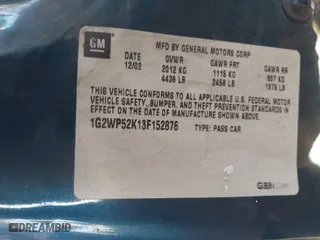 GM
MFD BY GENERAL MOTORS CORP
DATE GVWR GAWR FRT GAWR RR
12/02 2012 KG 1115 KG 897 KG
4436 LB 2458 LB 1978 LB
THIS VEHICLE CONFORMS TO ALL APPLICABLE U.S. FEDERAL MOTOR
VEHICLE SAFETY, BUMPER, AND THEFT PREVENTION STANDARDS
IN EFFECT ON THE DATE OF MANUFACTURE SHOWN ABOVE.
1G2WP52K13F152876
TYPE: PASS CAR
DREAMBID